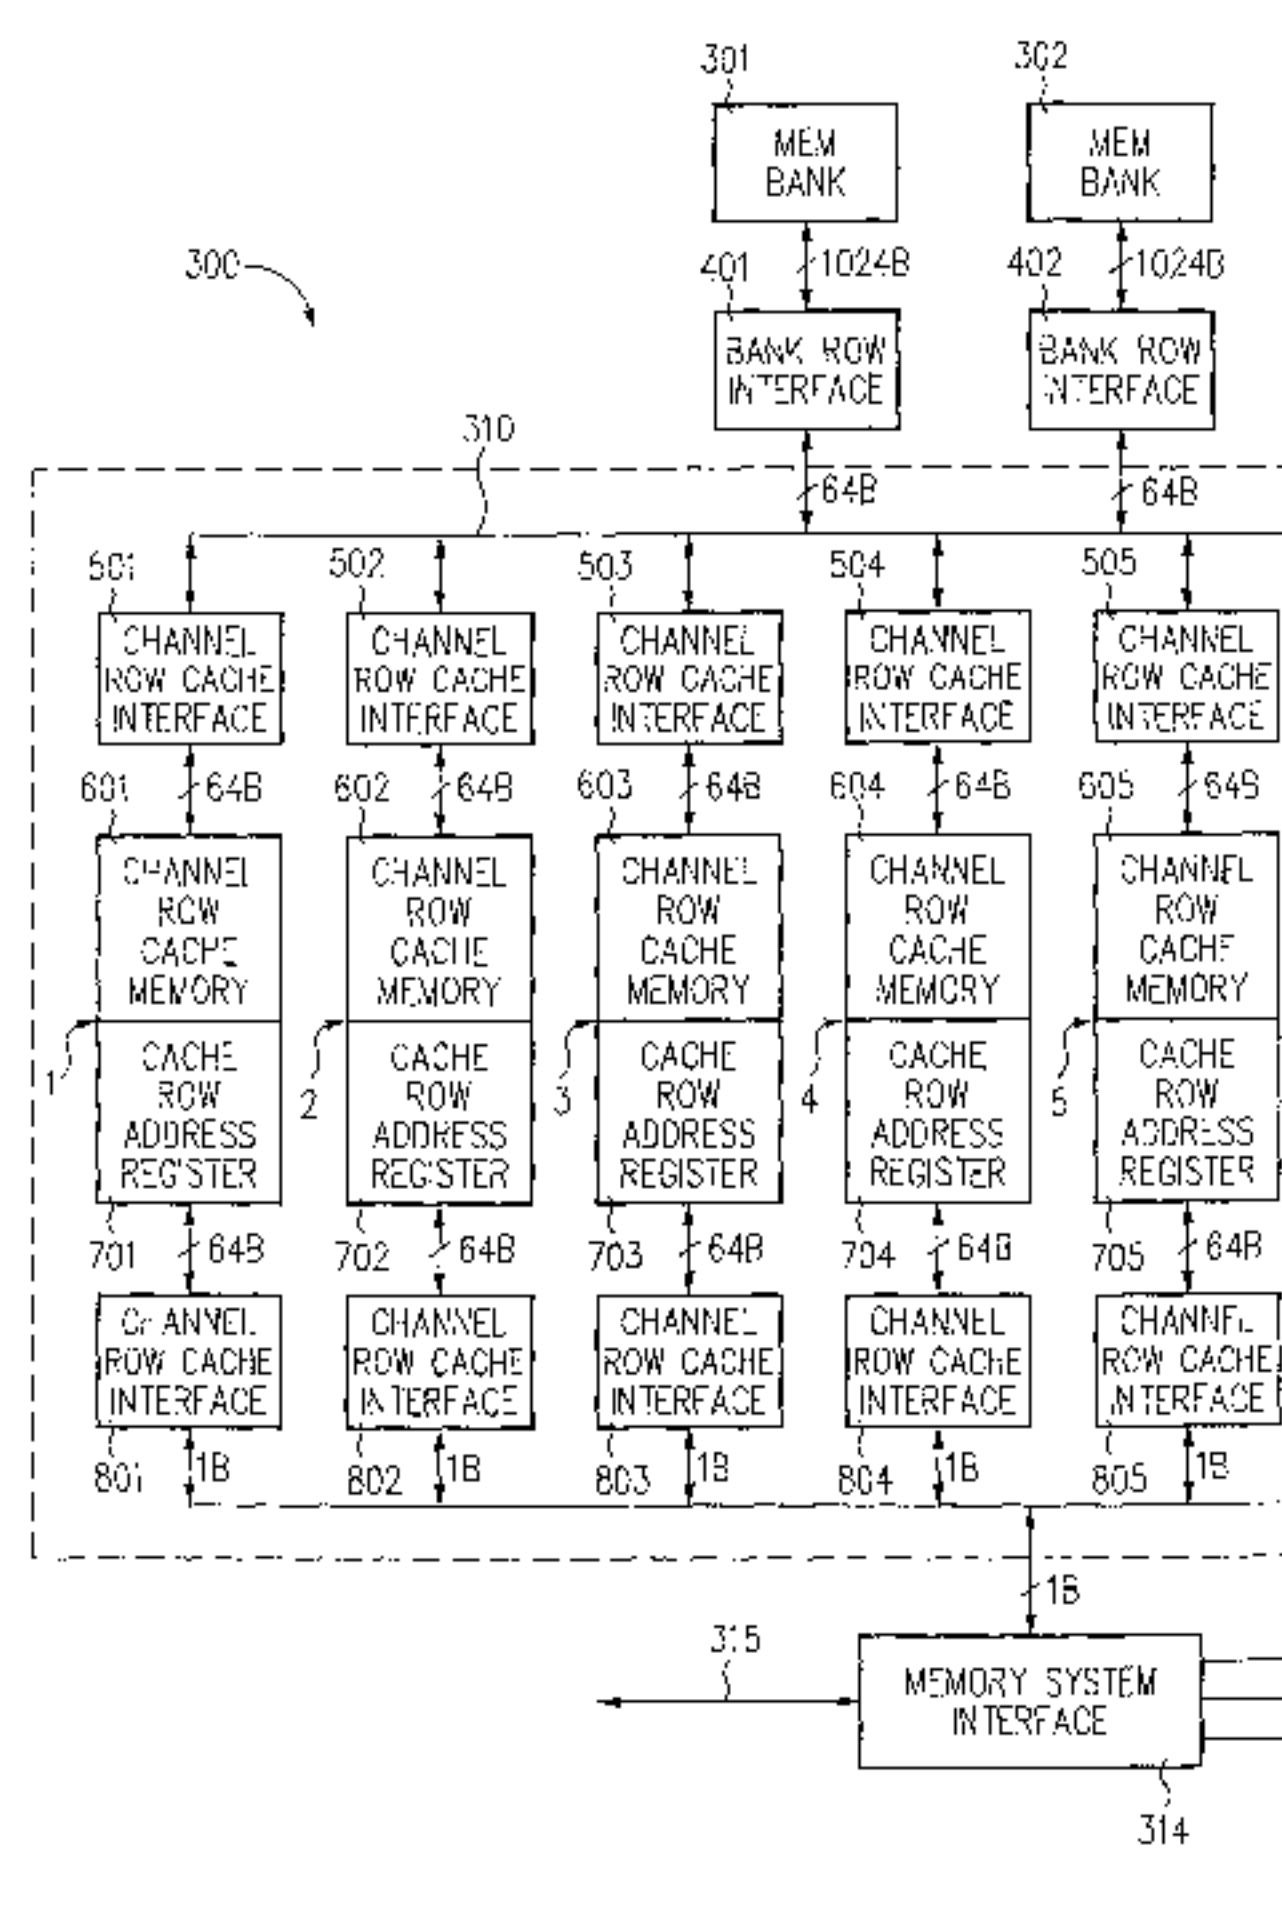 301
302
MEM
BANK
MEM
BANK
300
401
1024B
402
1024B
BANK ROW
INTERFACE
BANK ROW
INTERFACE
310
64B
64B
501
502
503
504
505
CHANNEL
ROW CACHE
INTERFACE
CHANNEL
ROW CACHE
INTERFACE
CHANNEL
ROW CACHE
INTERFACE
CHANNEL
ROW CACHE
INTERFACE
CHANNEL
ROW CACHE
INTERFACE
601
64B
602
64B
603
64B
604
64B
605
64B
CHANNEL
ROW
CACHE
MEMORY
CHANNEL
ROW
CACHE
MEMORY
CHANNEL
ROW
CACHE
MEMORY
CHANNEL
ROW
CACHE
MEMORY
CHANNEL
ROW
CACHE
MEMORY
1
2
3
4
5
CACHE
ROW
ADDRESS
REGISTER
CACHE
ROW
ADDRESS
REGISTER
CACHE
ROW
ADDRESS
REGISTER
CACHE
ROW
ADDRESS
REGISTER
CACHE
ROW
ADDRESS
REGISTER
701
64B
702
64B
703
64B
704
64B
705
64B
CHANNEL
ROW CACHE
INTERFACE
CHANNEL
ROW CACHE
INTERFACE
CHANNEL
ROW CACHE
INTERFACE
CHANNEL
ROW CACHE
INTERFACE
CHANNEL
ROW CACHE
INTERFACE
801
1B
802
1B
803
1B
804
1B
805
1B
1B
315
MEMORY SYSTEM
INTERFACE
314